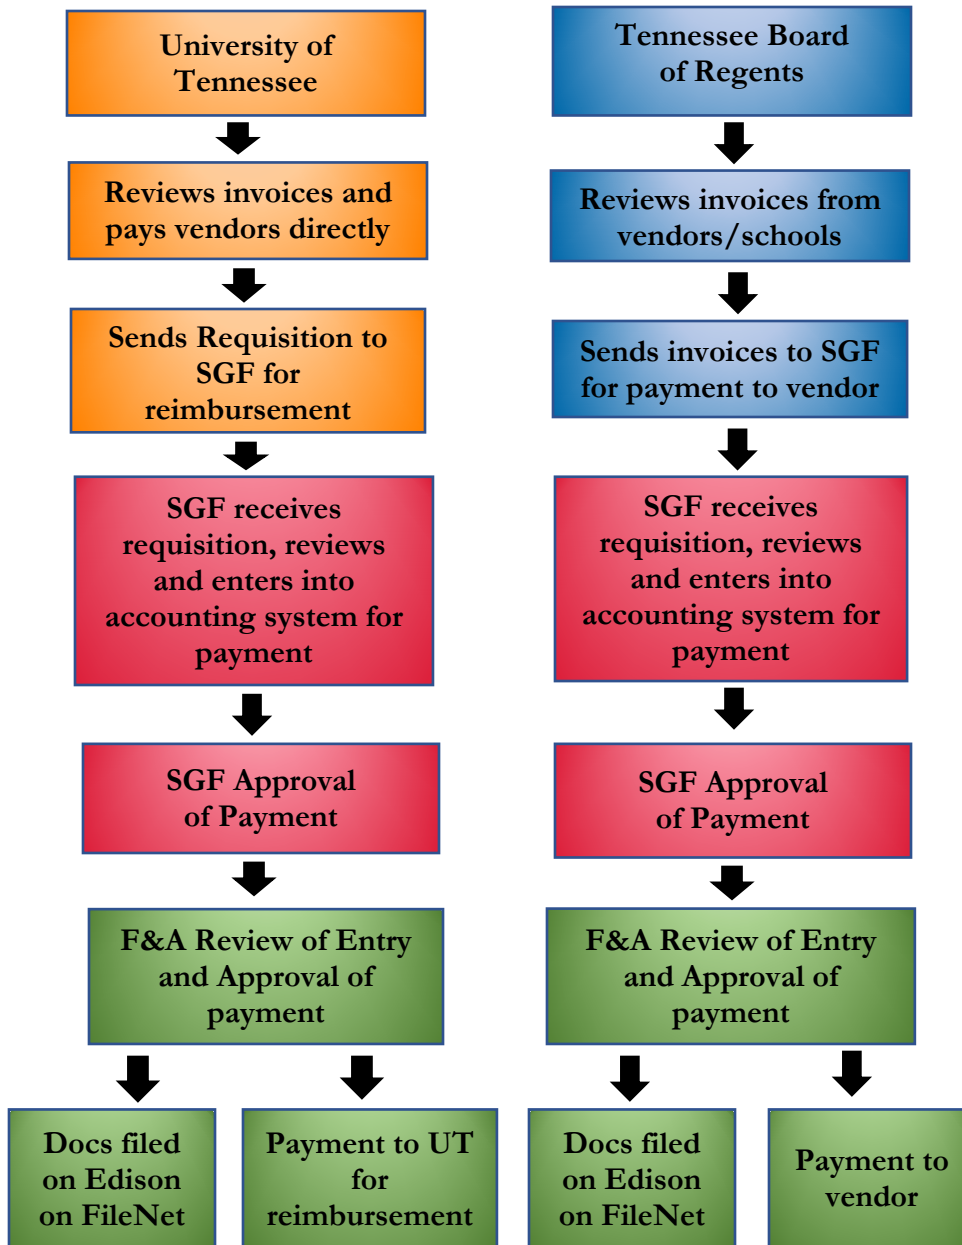 University of
Tennessee
Reviews invoices and
pays vendors directly
Sends Requisition to
SGF for
reimbursement
SGF receives
requisition, reviews
and enters into
accounting system for
payment
SGF Approval
of Payment
F&A Review of Entry
and Approval of
payment
Docs filed
on Edison
on FileNet
Payment to UT
for
reimbursement
Tennessee Board
of Regents
Reviews invoices from
vendors/schools
Sends invoices to SGF
for payment to vendor
SGF receives
requisition, reviews
and enters into
accounting system for
payment
SGF Approval
of Payment
F&A Review of Entry
and Approval of
payment
Docs filed
on Edison
on FileNet
Payment to
vendor